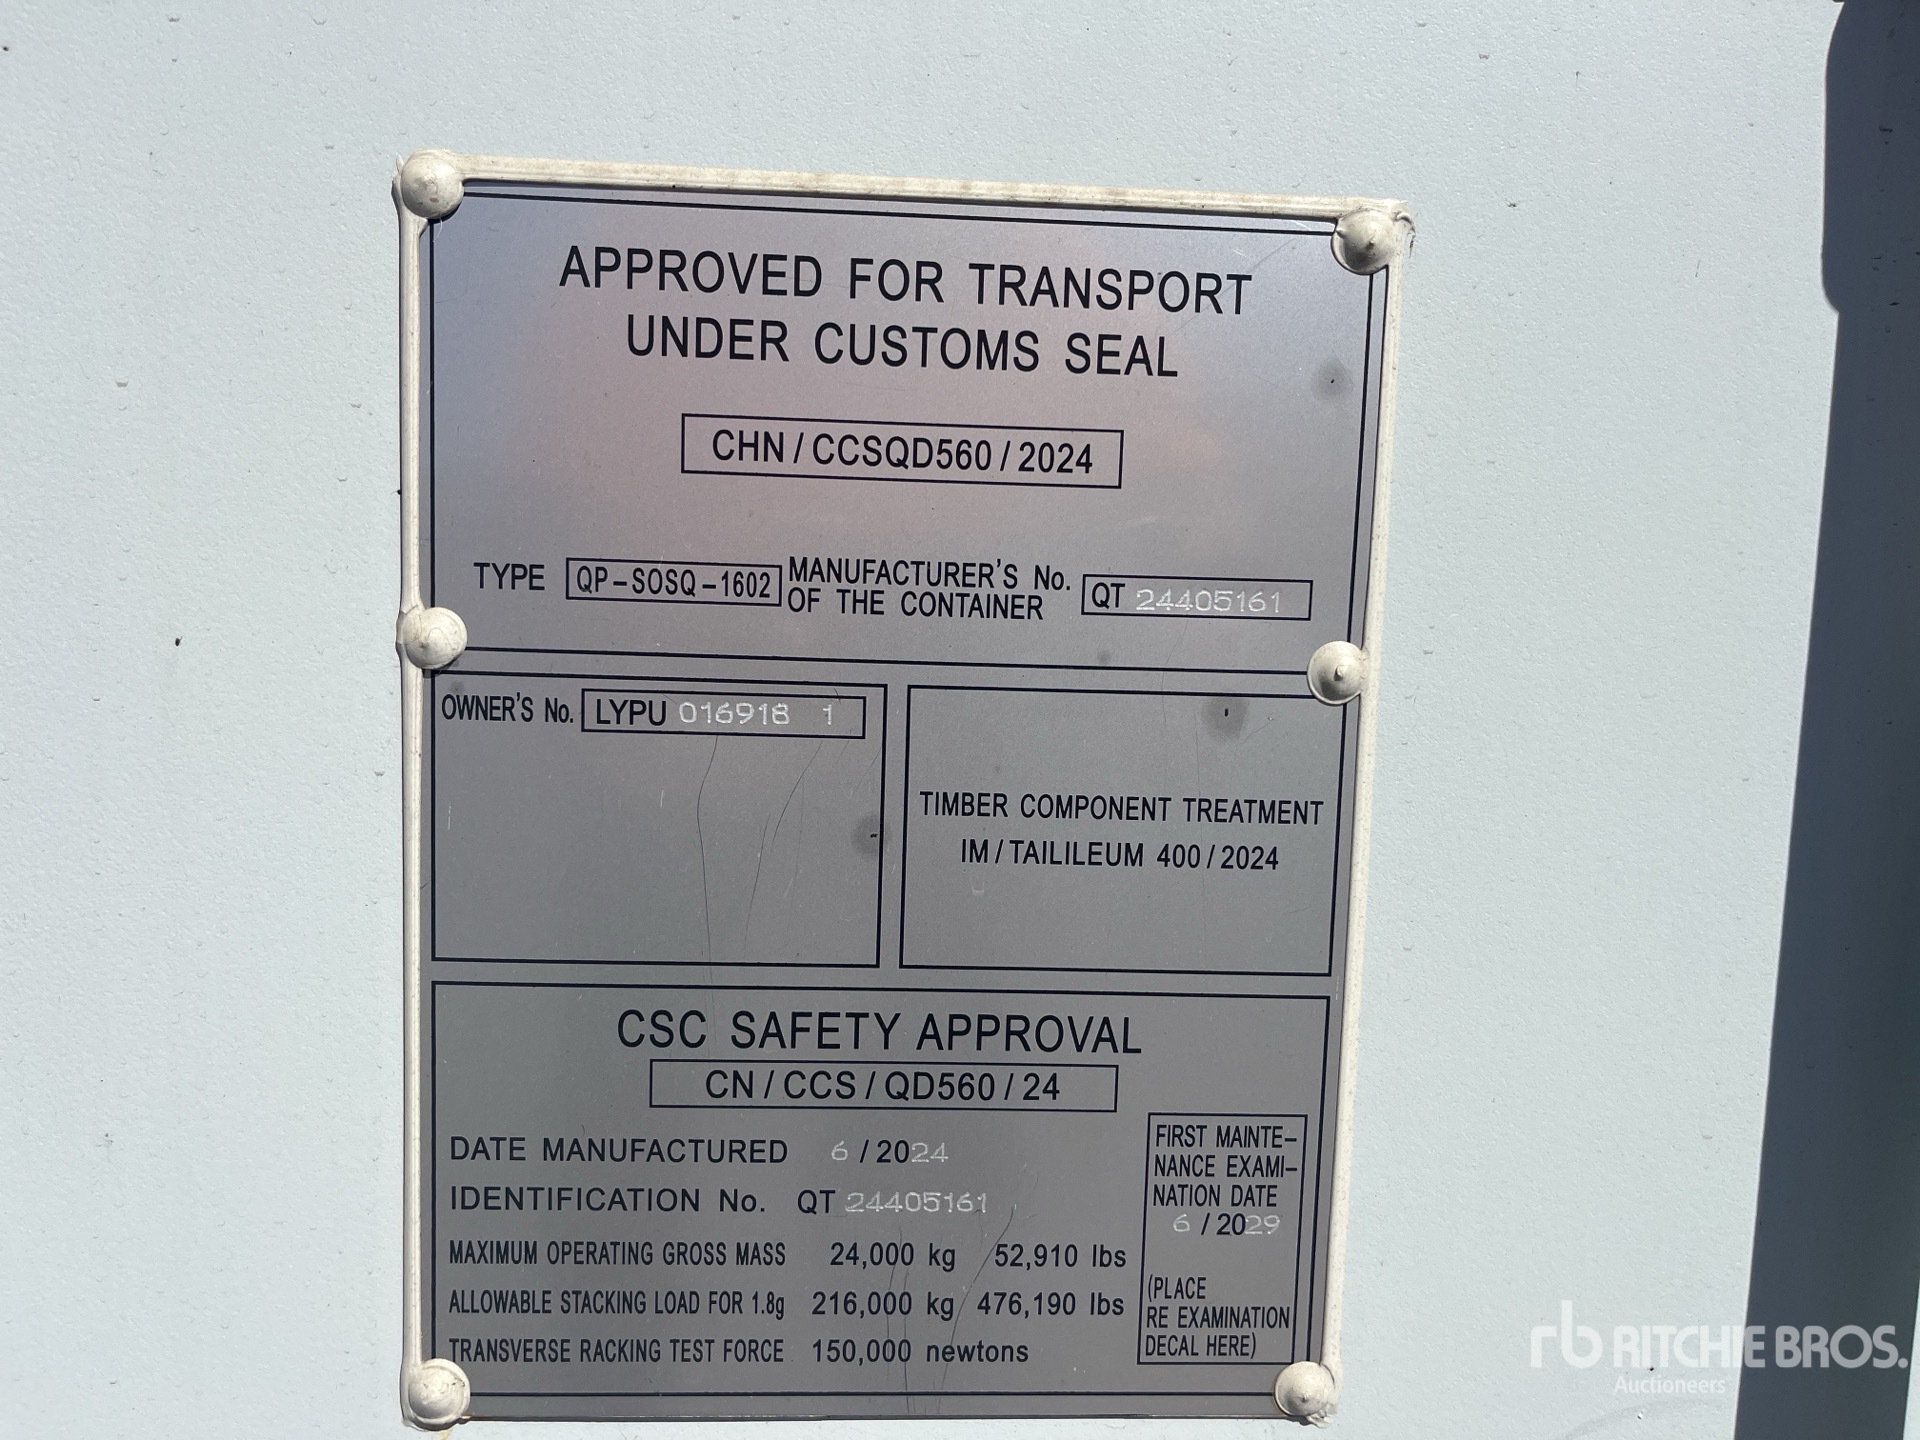 APPROVED FOR TRANSPORT
UNDER CUSTOMS SEAL
CHN/CCSQD560/2024
TYPE QP-SOSQ-1602 MANUFACTURER'S No. OF THE CONTAINER QT 24405161
OWNER'S No. LYPU 016918 1
TIMBER COMPONENT TREATMENT
IM/TAILILEUM 400/2024
CSC SAFETY APPROVAL
CN/CCS/QD560/24
DATE MANUFACTURED 6/2024
IDENTIFICATION No. QT 24405161
MAXIMUM OPERATING GROSS MASS 24,000 kg 52,910 lbs
ALLOWABLE STACKING LOAD FOR 1.8g 216,000 kg 476,190 lbs
TRANSVERSE RACKING TEST FORCE 150,000 newtons
FIRST MAINTE-
NANCE EXAMI-
NATION DATE
6/2029
(PLACE
RE EXAMINATION
DECAL HERE)
rb RITCHIE BROS.
Auctioneers